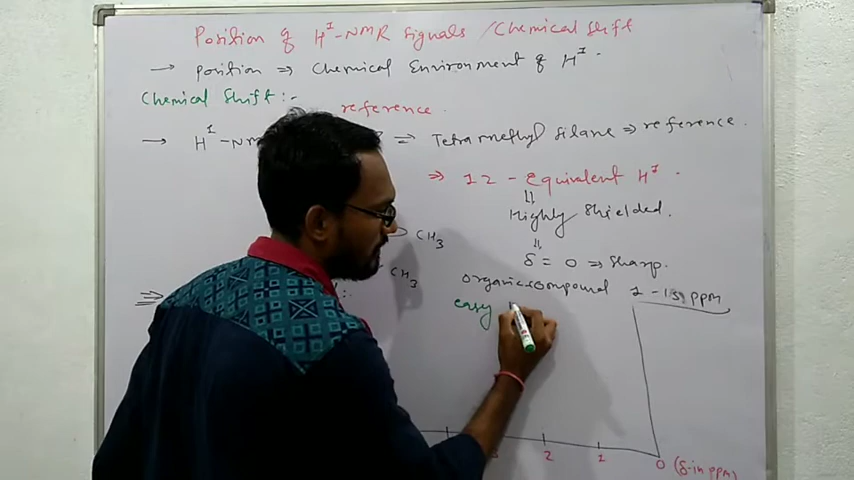 Position of H¹-NMR Signals / Chemical Shift
→ Position ⇒ Chemical Environment of H¹.
Chemical Shift :- reference.
→ H¹-N ⇒ Tetramethyl Silane ⇒ reference.
⇒ 12 - Equivalent H¹.
Highly Shielded.
CH3
δ = 0 ⇒ Sharp.
CH3
organic compound 1 - 15 ppm
easy
2 1 0 (δ-in ppm)